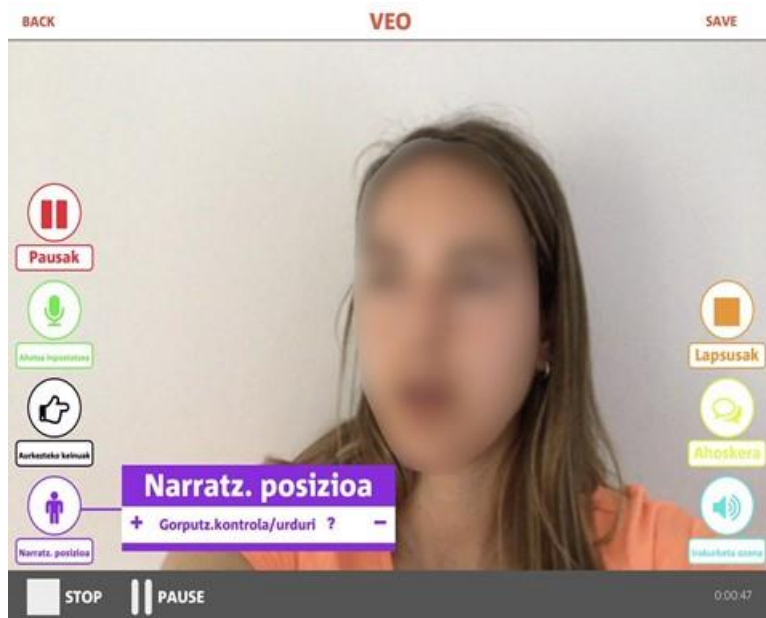 BACK VEO SAVE
Pausak
Ahotsa inpostatzea
Aurkezteko keinuak
Narratz. posizioa
Narratz. posizioa
+ Gorputz.kontrola/urduri ? −
Lapsusak
Ahoskera
Irakurketa ozena
STOP PAUSE 0:00:47